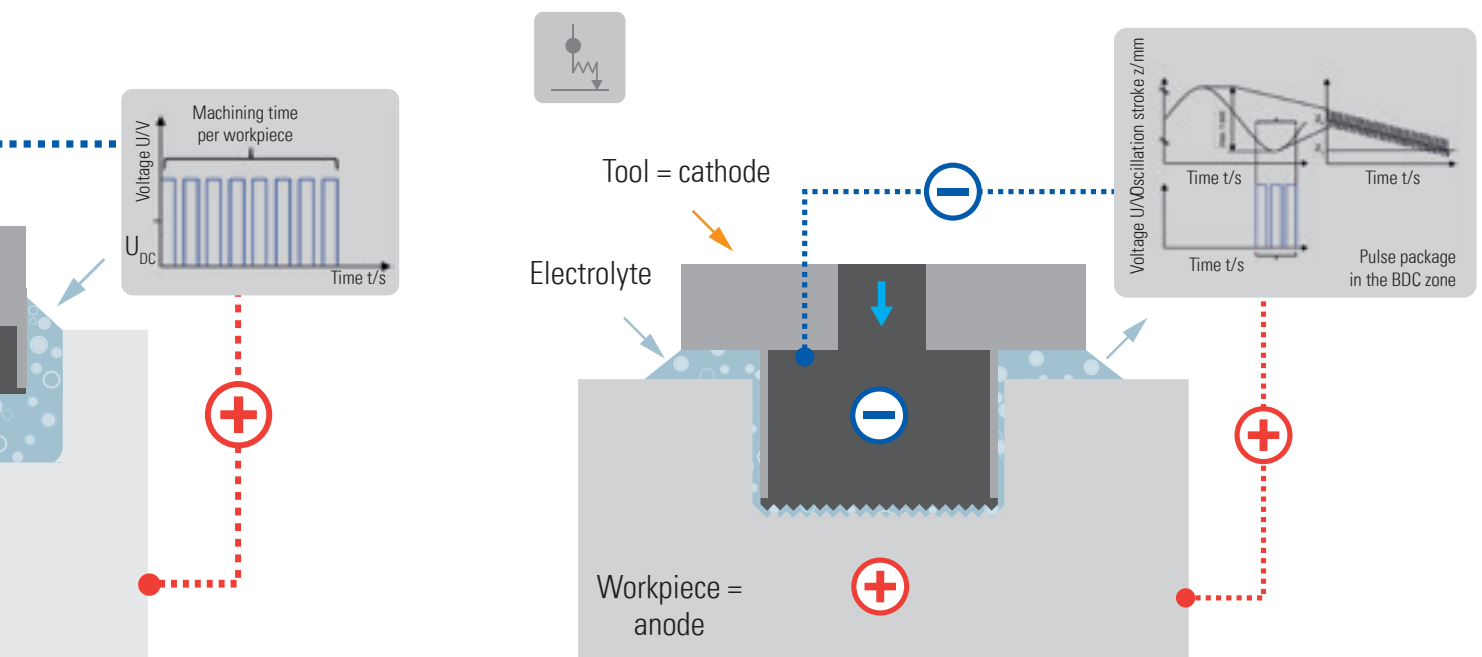 Machining time
per workpiece
Voltage U/V
U DC
Time t/s
Tool = cathode
Electrolyte
Workpiece =
anode
Oscillation stroke z/mm
Time t/s
Time t/s
Voltage U/V
Time t/s
Pulse package
in the BDC zone